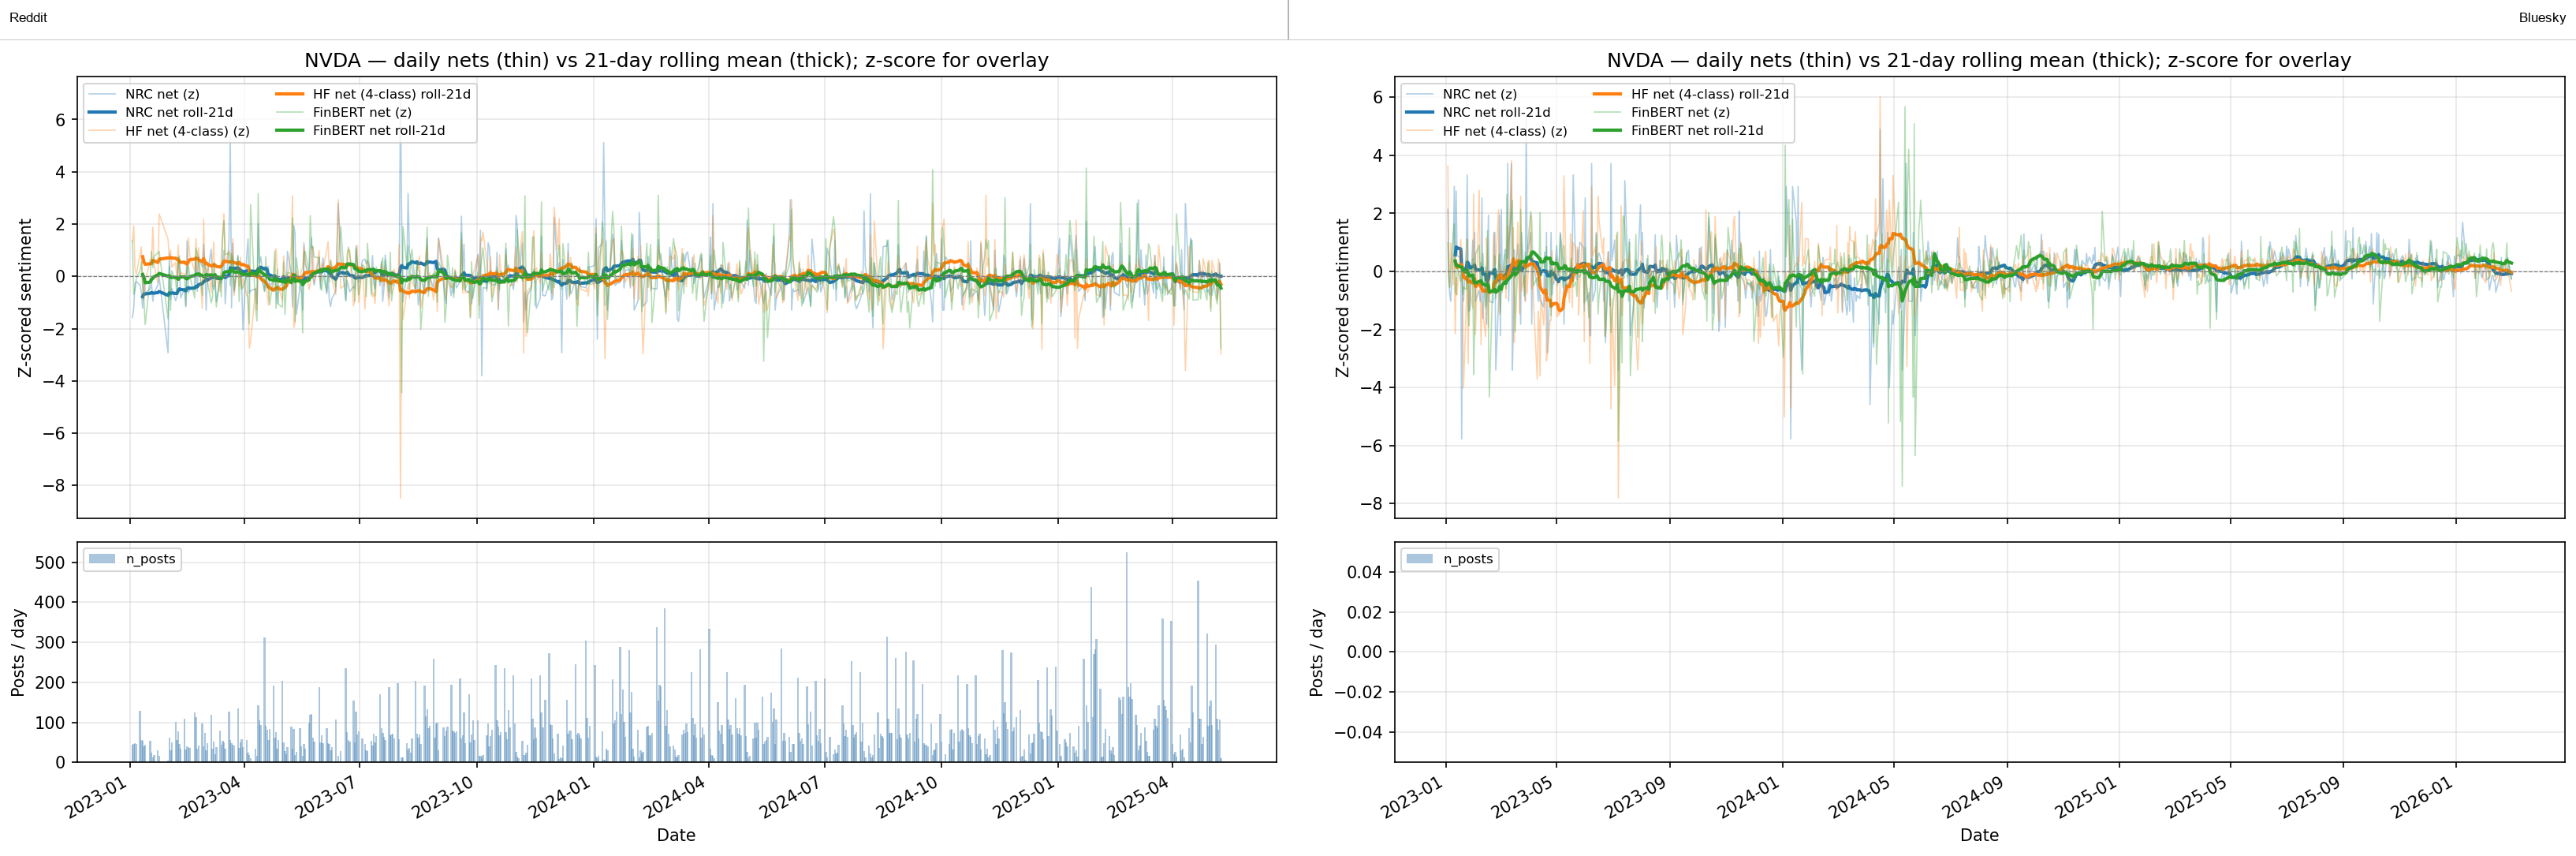 Reddit
Bluesky
NVDA — daily nets (thin) vs 21-day rolling mean (thick); z-score for overlay
NRC net (z)
NRC net roll-21d
HF net (4-class) (z)
HF net (4-class) roll-21d
FinBERT net (z)
FinBERT net roll-21d
Z-scored sentiment
6
4
2
0
−2
−4
−6
−8
n_posts
Posts / day
500
400
300
200
100
0
2023-01
2023-04
2023-07
2023-10
2024-01
2024-04
2024-07
2024-10
2025-01
2025-04
Date
NVDA — daily nets (thin) vs 21-day rolling mean (thick); z-score for overlay
NRC net (z)
NRC net roll-21d
HF net (4-class) (z)
HF net (4-class) roll-21d
FinBERT net (z)
FinBERT net roll-21d
Z-scored sentiment
6
4
2
0
−2
−4
−6
−8
n_posts
Posts / day
0.04
0.02
0.00
−0.02
−0.04
2023-01
2023-05
2023-09
2024-01
2024-05
2024-09
2025-01
2025-05
2025-09
2026-01
Date